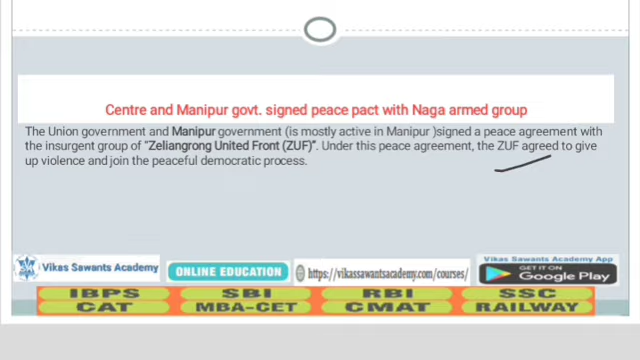 Centre and Manipur govt. signed peace pact with Naga armed group
The Union government and Manipur government (is mostly active in Manipur )signed a peace agreement with
the insurgent group of "Zeliangrong United Front (ZUF)". Under this peace agreement, the ZUF agreed to give
up violence and join the peaceful democratic process.
Vikas Sawants Academy
ONLINE EDUCATION
https://vikassawantsacademy.com/courses/
Vikas Sawants Academy App
GET IT ON
Google Play
IBPS SBI RBI SSC
CAT MBA-CET CMAT RAILWAY